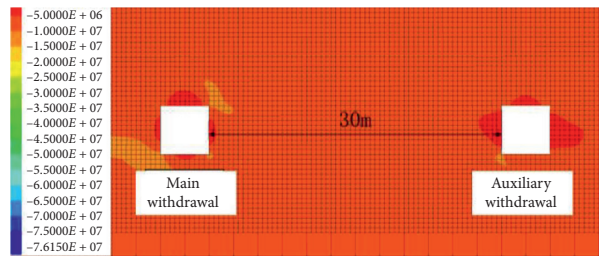 −5.0000E + 06
−1.0000E + 07
−1.5000E + 07
−2.0000E + 07
−2.5000E + 07
−3.0000E + 07
−3.5000E + 07
−4.0000E + 07
−4.5000E + 07
−5.0000E + 07
−5.5000E + 07
−6.0000E + 07
−6.5000E + 07
−7.0000E + 07
−7.5000E + 07
−7.6150E + 07
30m
Main
withdrawal
Auxiliary
withdrawal